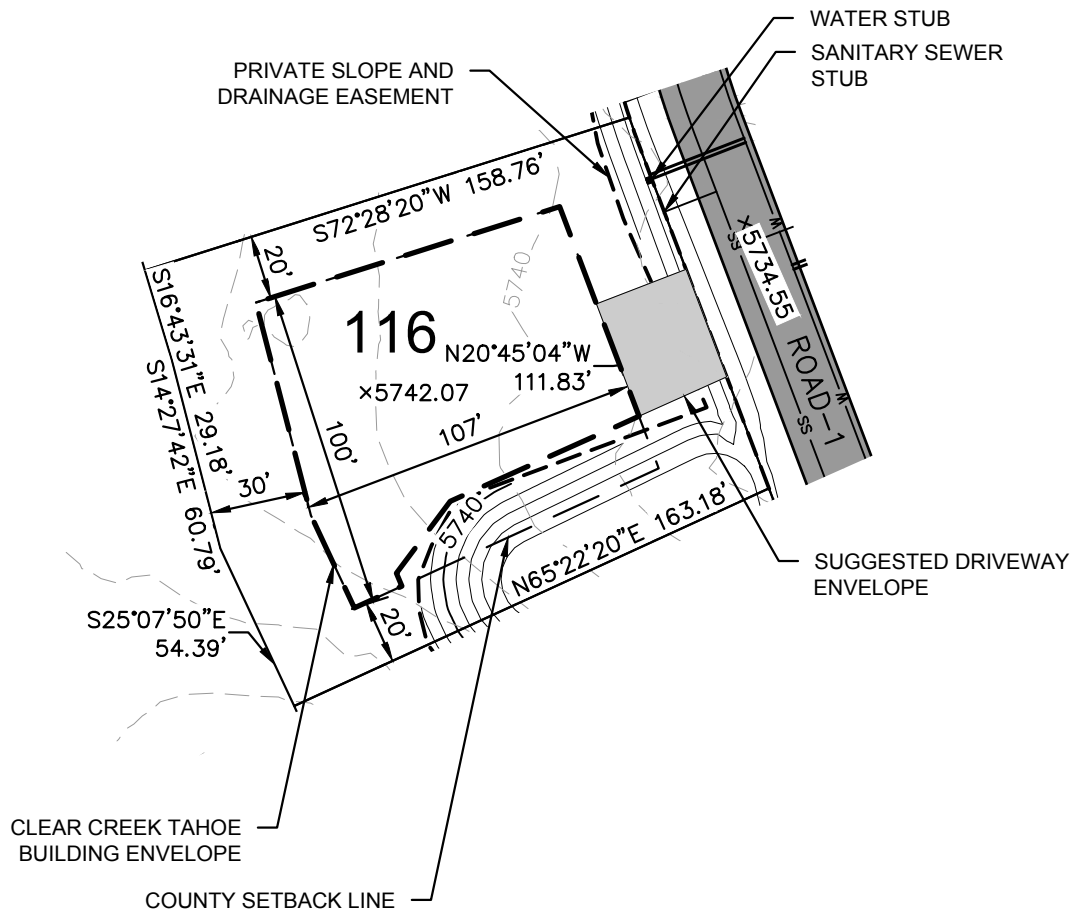 WATER STUB
SANITARY SEWER
STUB
PRIVATE SLOPE AND
DRAINAGE EASEMENT
S72°28'20"W 158.76'
20'
5740
W
SS
×5734.55
ROAD-1
W
SS
116
N20°45'04"W
111.83'
×5742.07
S16°43'31"E 29.18'
S14°27'42"E 60.79'
100'
107'
30'
5740
N65°22'20"E 163.18'
SUGGESTED DRIVEWAY
ENVELOPE
20'
S25°07'50"E
54.39'
CLEAR CREEK TAHOE
BUILDING ENVELOPE
COUNTY SETBACK LINE